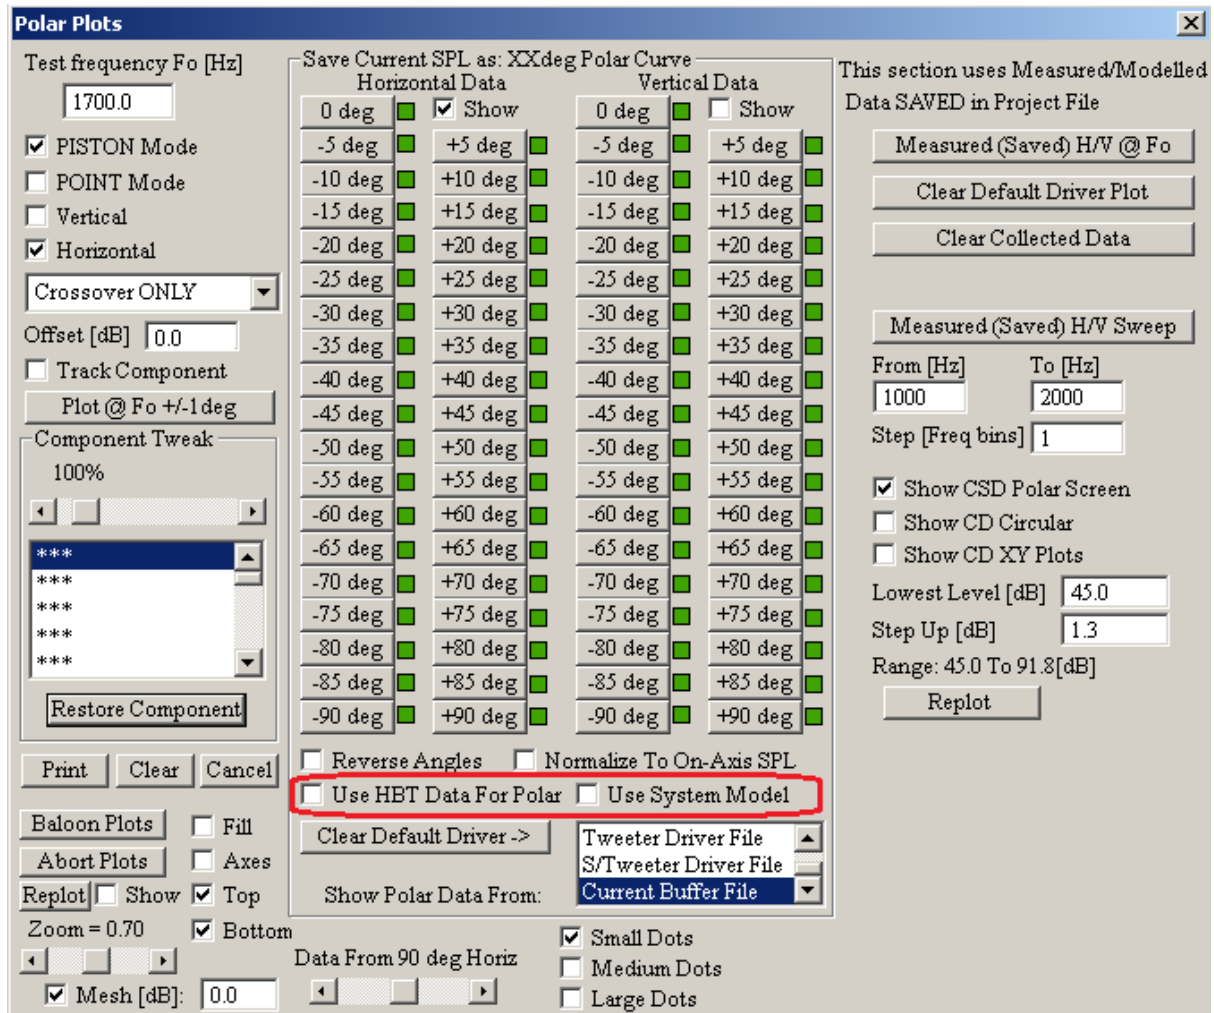 Polar Plots
Test frequency Fo [Hz]
1700.0
PISTON Mode
POINT Mode
Vertical
Horizontal
Crossover ONLY
Offset [dB] 0.0
Track Component
Plot @ Fo +/-1deg
Component Tweak
100%
***
***
***
***
***
Restore Component
Print Clear Cancel
Baloon Plots Fill
Abort Plots Axes
Replot Show Top
Zoom = 0.70 Bottom
Mesh [dB]: 0.0
Save Current SPL as: XXdeg Polar Curve
Horizontal Data Vertical Data
0 deg Show 0 deg Show
-5 deg +5 deg -5 deg +5 deg
-10 deg +10 deg -10 deg +10 deg
-15 deg +15 deg -15 deg +15 deg
-20 deg +20 deg -20 deg +20 deg
-25 deg +25 deg -25 deg +25 deg
-30 deg +30 deg -30 deg +30 deg
-35 deg +35 deg -35 deg +35 deg
-40 deg +40 deg -40 deg +40 deg
-45 deg +45 deg -45 deg +45 deg
-50 deg +50 deg -50 deg +50 deg
-55 deg +55 deg -55 deg +55 deg
-60 deg +60 deg -60 deg +60 deg
-65 deg +65 deg -65 deg +65 deg
-70 deg +70 deg -70 deg +70 deg
-75 deg +75 deg -75 deg +75 deg
-80 deg +80 deg -80 deg +80 deg
-85 deg +85 deg -85 deg +85 deg
-90 deg +90 deg -90 deg +90 deg
Reverse Angles Normalize To On-Axis SPL
Use HBT Data For Polar Use System Model
Clear Default Driver -> Tweeter Driver File
S/Tweeter Driver File
Show Polar Data From: Current Buffer File
Data From 90 deg Horiz
Small Dots
Medium Dots
Large Dots
This section uses Measured/Modelled
Data SAVED in Project File
Measured (Saved) H/V @ Fo
Clear Default Driver Plot
Clear Collected Data
Measured (Saved) H/V Sweep
From [Hz] To [Hz]
1000 2000
Step [Freq bins] 1
Show CSD Polar Screen
Show CD Circular
Show CD XY Plots
Lowest Level [dB] 45.0
Step Up [dB] 1.3
Range: 45.0 To 91.8[dB]
Replot